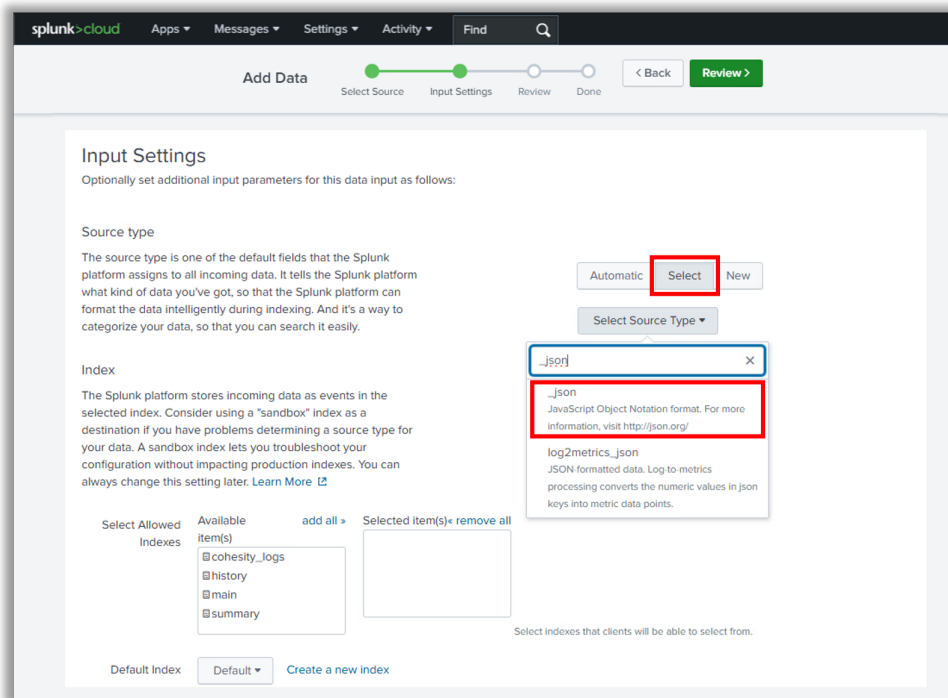 splunk>cloud Apps Messages Settings Activity Find
Add Data
Select Source Input Settings Review Done
< Back Review >
Input Settings
Optionally set additional input parameters for this data input as follows:
Source type
The source type is one of the default fields that the Splunk
platform assigns to all incoming data. It tells the Splunk platform
what kind of data you've got, so that the Splunk platform can
format the data intelligently during indexing. And it's a way to
categorize your data, so that you can search it easily.
Automatic Select New
Select Source Type
_json
_json
JavaScript Object Notation format. For more
information, visit http://json.org/
log2metrics_json
JSON-formatted data. Log-to-metrics
processing converts the numeric values in json
keys into metric data points.
Index
The Splunk platform stores incoming data as events in the
selected index. Consider using a "sandbox" index as a
destination if you have problems determining a source type for
your data. A sandbox index lets you troubleshoot your
configuration without impacting production indexes. You can
always change this setting later. Learn More
Select Allowed
Indexes
Available
item(s)
add all »
Selected item(s)« remove all
cohesity_logs
history
main
summary
Select indexes that clients will be able to select from.
Default Index Default Create a new index